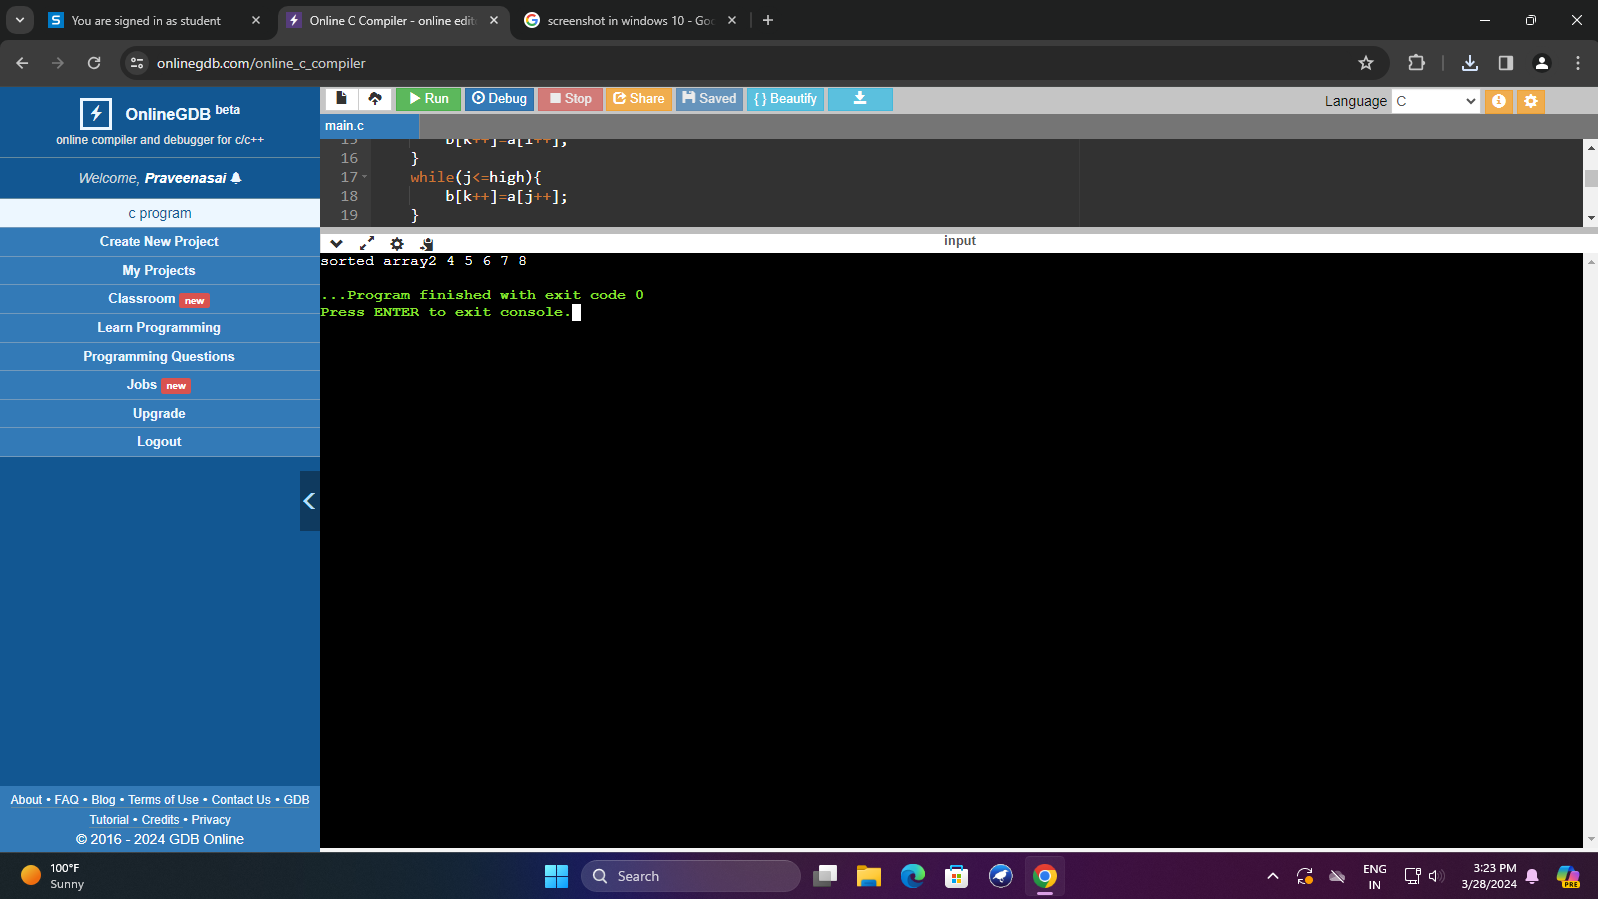 You are signed in as student
Online C Compiler - online edit
screenshot in windows 10 - Goo
onlinegdb.com/online_c_compiler
OnlineGDB beta
online compiler and debugger for c/c++
Welcome, Praveenasai
c program
Create New Project
My Projects
Classroom new
Learn Programming
Programming Questions
Jobs new
Upgrade
Logout
About • FAQ • Blog • Terms of Use • Contact Us • GDB
Tutorial • Credits • Privacy
© 2016 - 2024 GDB Online
Run Debug Stop Share Saved { } Beautify
Language C
main.c
15 b[k++]=a[i++];
16 }
17 while(j<=high){
18 b[k++]=a[j++];
19 }
input
sorted array2 4 5 6 7 8
...Program finished with exit code 0
Press ENTER to exit console.
100°F
Sunny
Search
ENG
IN
3:23 PM
3/28/2024
PRE